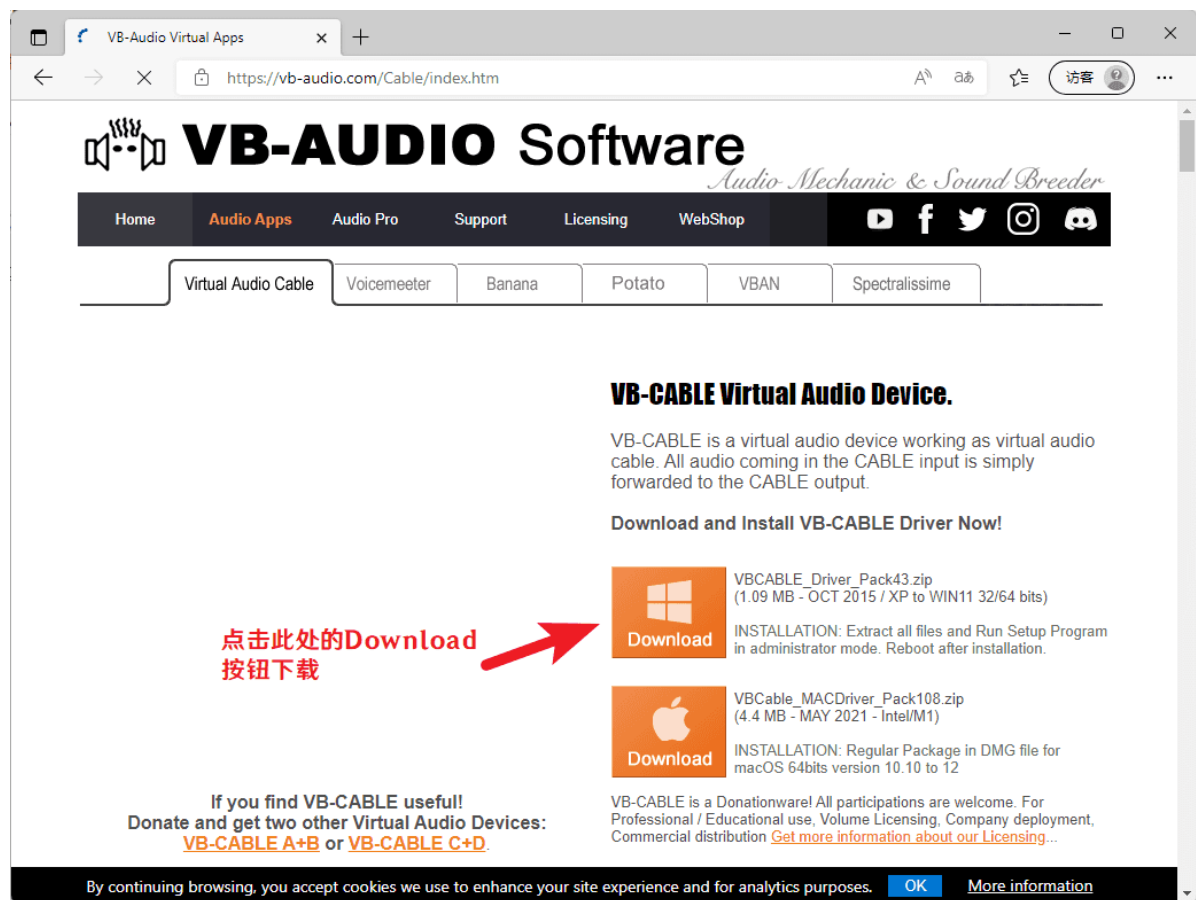 VB-Audio Virtual Apps
https://vb-audio.com/Cable/index.htm
访客
VB-AUDIO Software
Audio Mechanic & Sound Breeder
Home
Audio Apps
Audio Pro
Support
Licensing
WebShop
Virtual Audio Cable
Voicemeeter
Banana
Potato
VBAN
Spectralissime
VB-CABLE Virtual Audio Device.
VB-CABLE is a virtual audio device working as virtual audio
cable. All audio coming in the CABLE input is simply
forwarded to the CABLE output.
Download and Install VB-CABLE Driver Now!
点击此处的Download
按钮下载
Download
VBCABLE_Driver_Pack43.zip
(1.09 MB - OCT 2015 / XP to WIN11 32/64 bits)
INSTALLATION: Extract all files and Run Setup Program
in administrator mode. Reboot after installation.
Download
VBCable_MACDriver_Pack108.zip
(4.4 MB - MAY 2021 - Intel/M1)
INSTALLATION: Regular Package in DMG file for
macOS 64bits version 10.10 to 12
If you find VB-CABLE useful!
Donate and get two other Virtual Audio Devices:
VB-CABLE A+B or VB-CABLE C+D.
VB-CABLE is a Donationware! All participations are welcome. For
Professional / Educational use, Volume Licensing, Company deployment,
Commercial distribution Get more information about our Licensing...
By continuing browsing, you accept cookies we use to enhance your site experience and for analytics purposes.
OK
More information